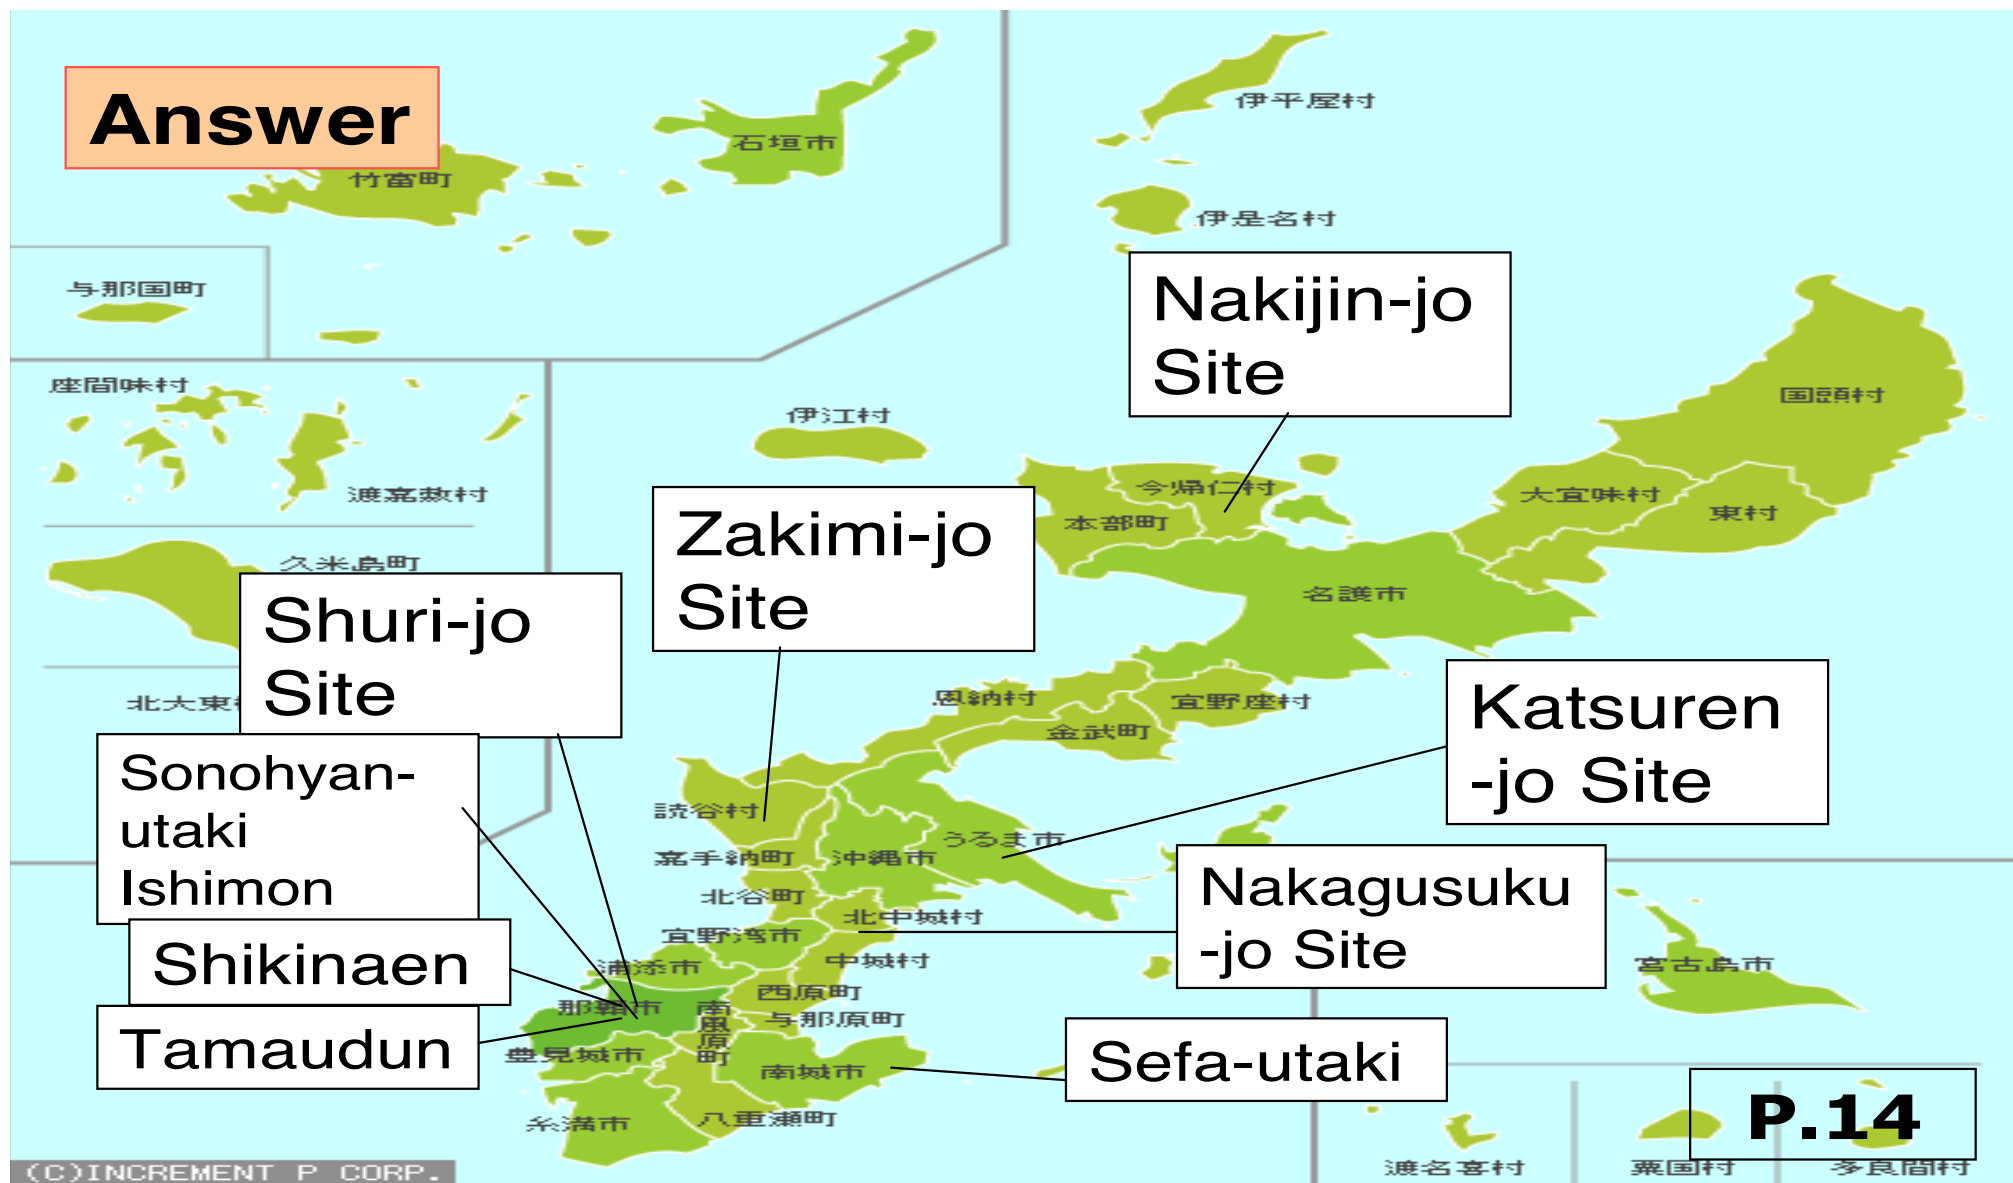 Answer
石垣市
竹富町
与那国町
伊平屋村
伊是名村
Nakijin-jo
Site
国頭村
座間味村
渡嘉敷村
伊江村
今帰仁村
本部町
大宜味村
東村
Zakimi-jo
Site
久米島町
名護市
Shuri-jo
Site
北大東
恩納村
宜野座村
金武町
Katsuren
-jo Site
Sonohyan-
utaki
Ishimon
読谷村
うるま市
嘉手納町
沖縄市
北谷町
北中城村
Nakagusuku
-jo Site
宜野湾市
中城村
浦添市
Shikinaen
西原町
那覇市
南風原町
与那原町
Tamaudun
豊見城市
南城市
Sefa-utaki
糸満市
八重瀬町
宮古島市
P.14
渡名喜村
粟国村
多良間村
(C)INCREMENT P CORP.